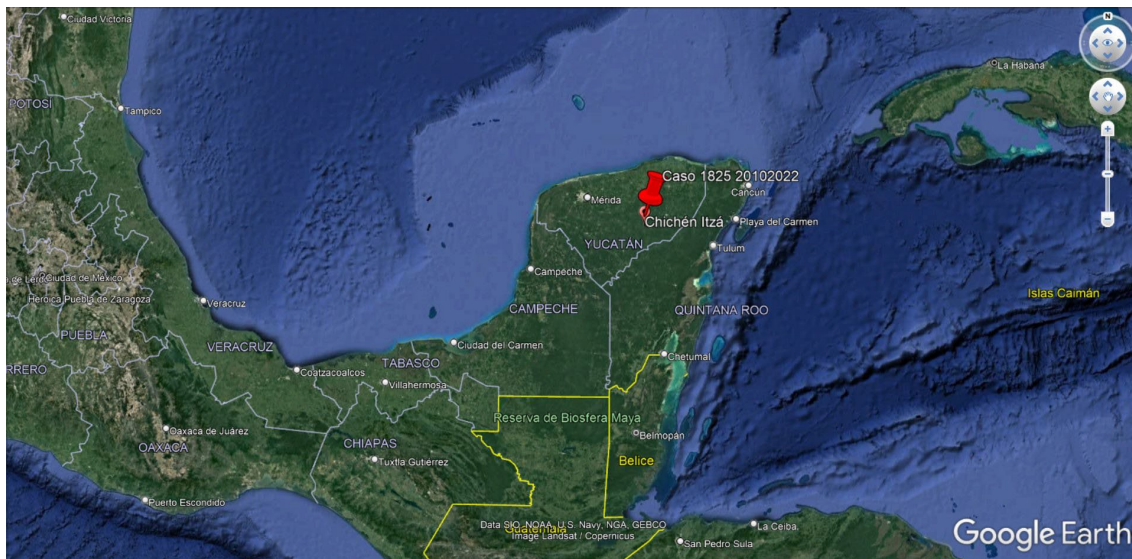 Ciudad Victoria
N
La Habana
POTOSÍ
Tampico
Caso 1825 20102022
Cancún
Mérida
Chichén Itzá
Playa del Carmen
YUCATÁN
Tulum
Campeche
Ciudad de México
Heroica Puebla de Zaragoza
Veracruz
Islas Caimán
CAMPECHE
QUINTANA ROO
PUEBLA
VERACRUZ
Ciudad del Carmen
Chetumal
TABASCO
RRERO
Coatzacoalcos
Villahermosa
Reserva de Biosfera Maya
Oaxaca de Juárez
OAXACA
CHIAPAS
Belmopán
Tuxtla Gutiérrez
Belice
Puerto Escondido
Guatemala
Data SIO, NOAA, U.S. Navy, NGA, GEBCO
Image Landsat / Copernicus
La Ceiba
San Pedro Sula
Google Earth